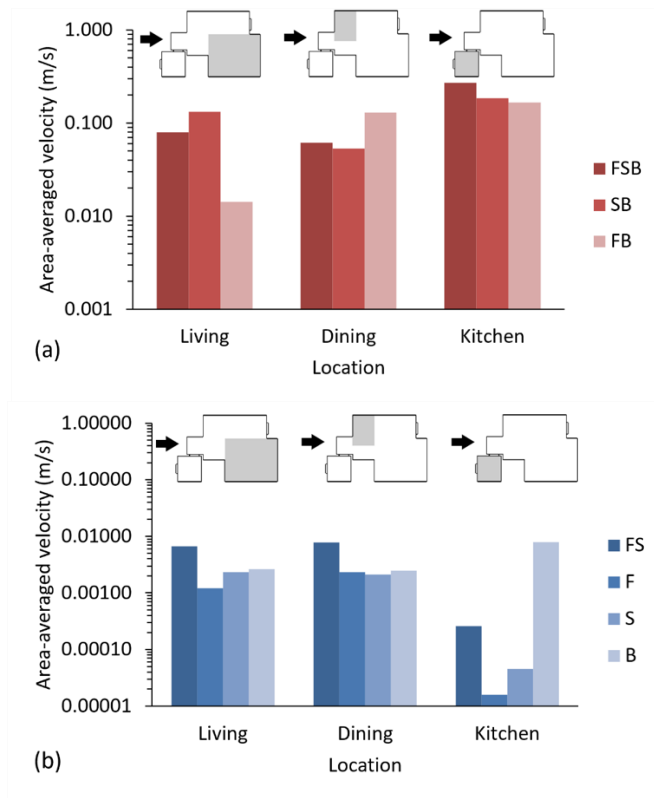 1.000
0.100
0.010
0.001
Area-averaged velocity (m/s)
Living Dining Kitchen
Location
FSB
SB
FB
(a)
1.00000
0.10000
0.01000
0.00100
0.00010
0.00001
Area-averaged velocity (m/s)
Living Dining Kitchen
Location
FS
F
S
B
(b)